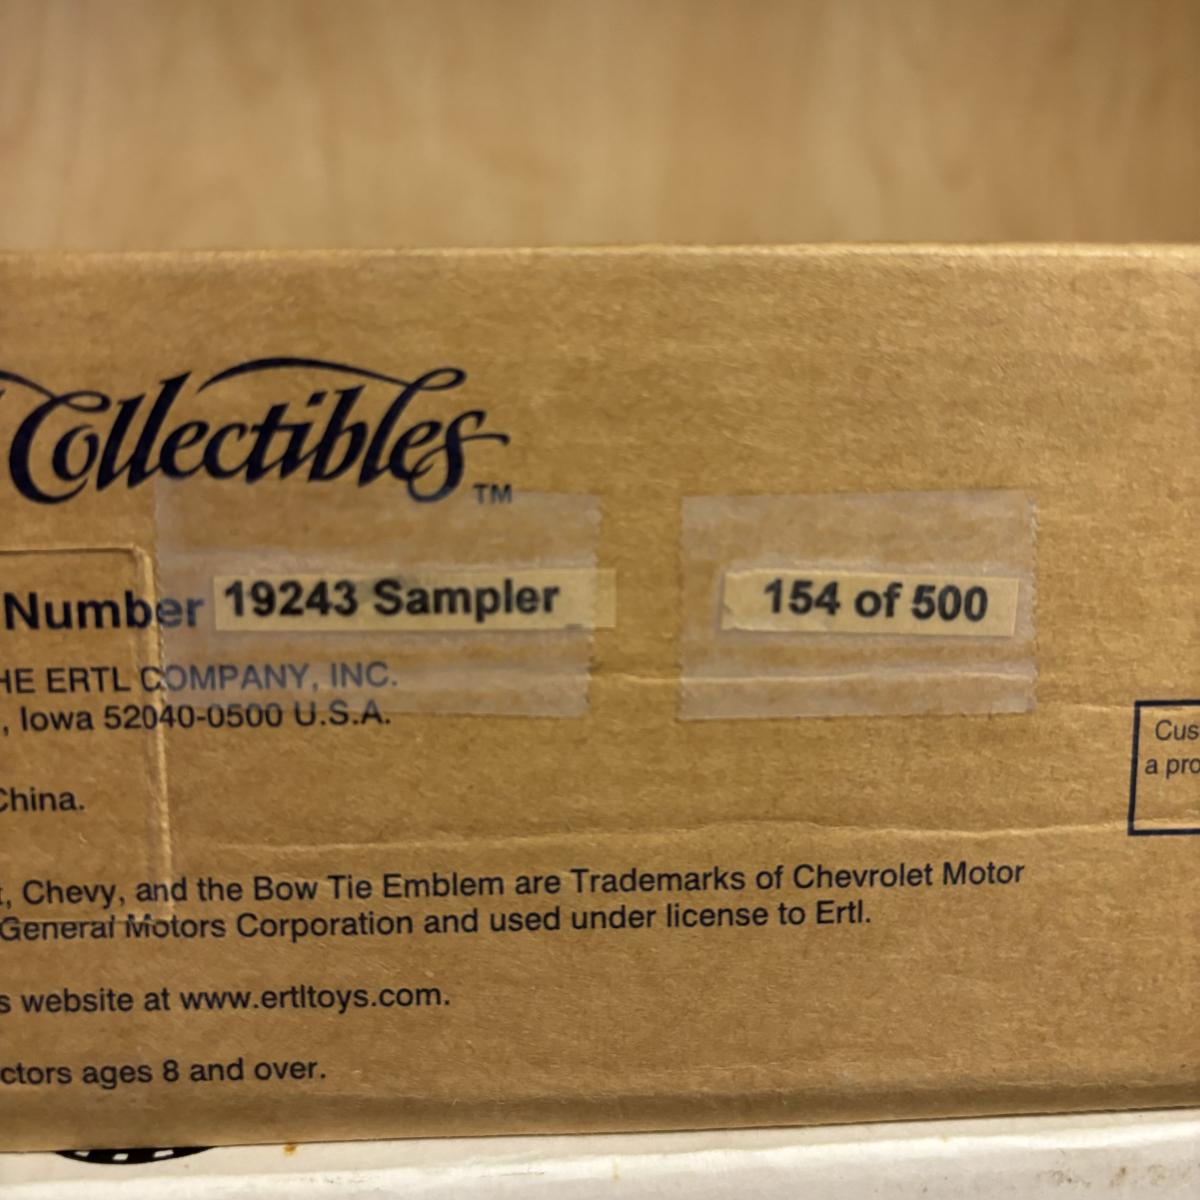 Collectibles™
Number 19243 Sampler 154 of 500
HE ERTL COMPANY, INC.
, Iowa 52040-0500 U.S.A.
Cus
a pro
China.
, Chevy, and the Bow Tie Emblem are Trademarks of Chevrolet Motor
General Motors Corporation and used under license to Ertl.
s website at www.ertltoys.com.
ctors ages 8 and over.